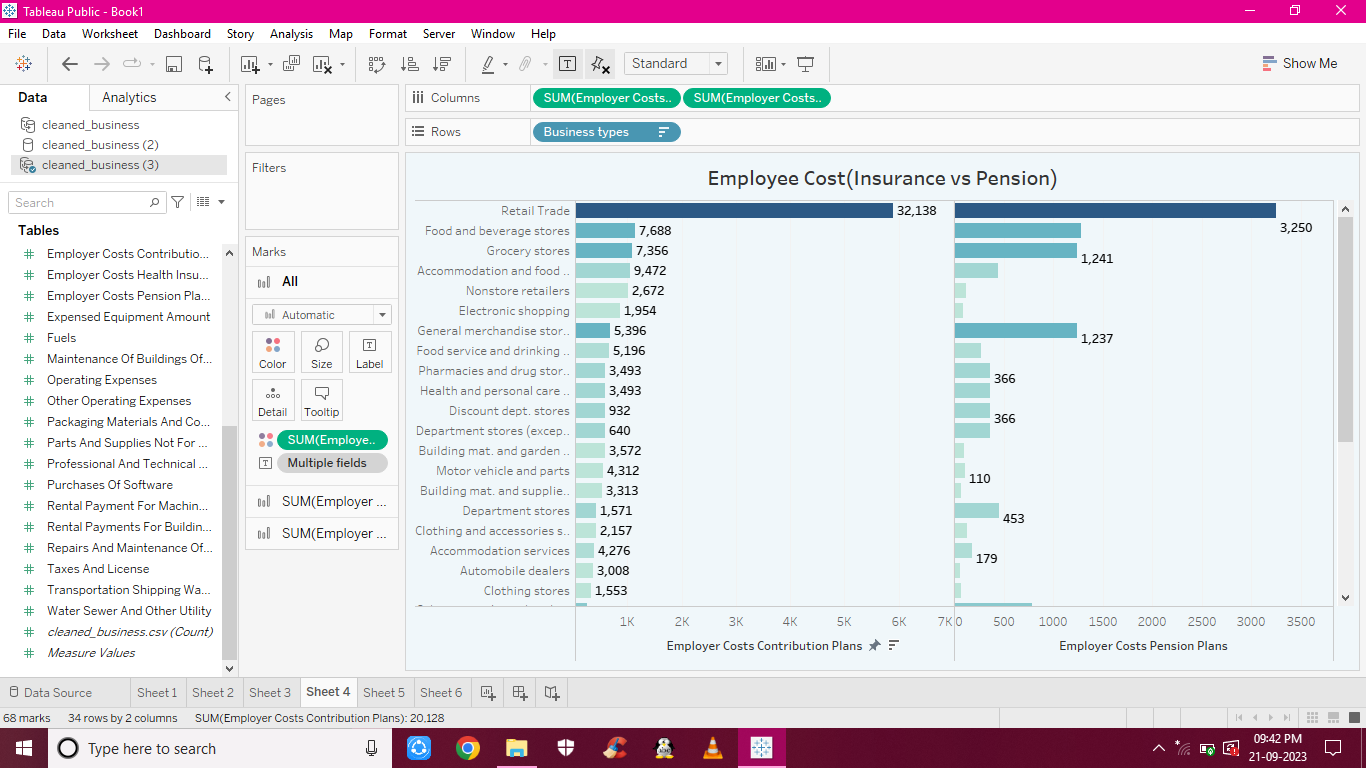 Tableau Public - Book1
File Data Worksheet Dashboard Story Analysis Map Format Server Window Help
Standard
Show Me
Data Analytics
cleaned_business
cleaned_business (2)
cleaned_business (3)
Search
Tables
Employer Costs Contributio...
Employer Costs Health Insu...
Employer Costs Pension Pla...
Expensed Equipment Amount
Fuels
Maintenance Of Buildings Of...
Operating Expenses
Other Operating Expenses
Packaging Materials And Co...
Parts And Supplies Not For ...
Professional And Technical ...
Purchases Of Software
Rental Payment For Machin...
Rental Payments For Buildin...
Repairs And Maintenance Of...
Taxes And License
Transportation Shipping Wa...
Water Sewer And Other Utility
cleaned_business.csv (Count)
Measure Values
Pages
Filters
Marks
All
Automatic
Color Size Label
Detail Tooltip
SUM(Employe..
Multiple fields
SUM(Employer ...
SUM(Employer ...
Columns SUM(Employer Costs.. SUM(Employer Costs..
Rows Business types
Employee Cost(Insurance vs Pension)
Retail Trade 32,138 3,250
Food and beverage stores 7,688
Grocery stores 7,356 1,241
Accommodation and food .. 9,472
Nonstore retailers 2,672
Electronic shopping 1,954
General merchandise stor.. 5,396 1,237
Food service and drinking .. 5,196
Pharmacies and drug stor.. 3,493 366
Health and personal care .. 3,493
Discount dept. stores 932 366
Department stores (excep.. 640
Building mat. and garden .. 3,572
Motor vehicle and parts 4,312 110
Building mat. and supplie.. 3,313
Department stores 1,571 453
Clothing and accessories s.. 2,157
Accommodation services 4,276 179
Automobile dealers 3,008
Clothing stores 1,553
1K 2K 3K 4K 5K 6K 7K 0 500 1000 1500 2000 2500 3000 3500
Employer Costs Contribution Plans Employer Costs Pension Plans
Data Source Sheet 1 Sheet 2 Sheet 3 Sheet 4 Sheet 5 Sheet 6
68 marks 34 rows by 2 columns SUM(Employer Costs Contribution Plans): 20,128
Type here to search
09:42 PM
21-09-2023